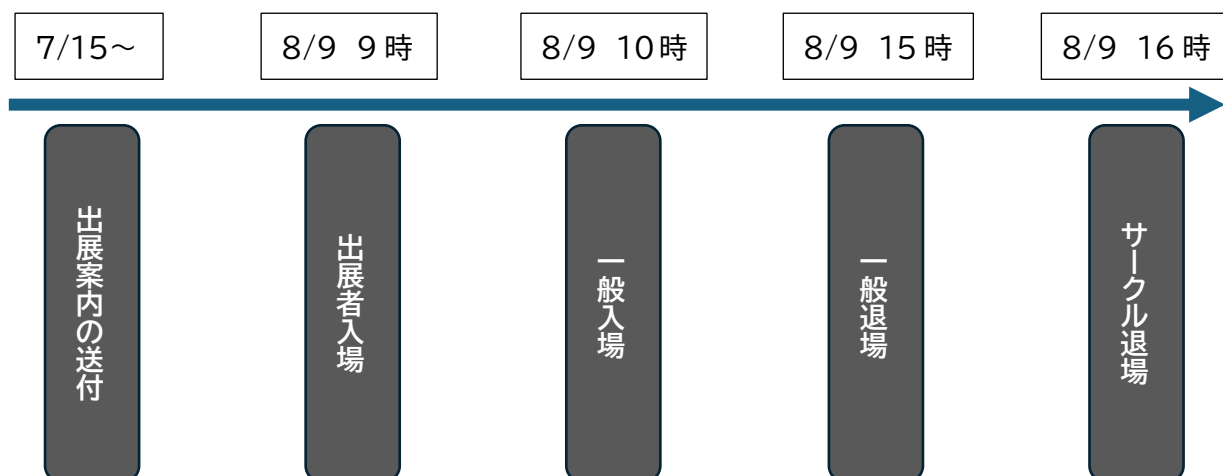 7/15～
8/9 9時
8/9 10時
8/9 15時
8/9 16時
出展案内の送付
出展者入場
一般入場
一般退場
サークル退場